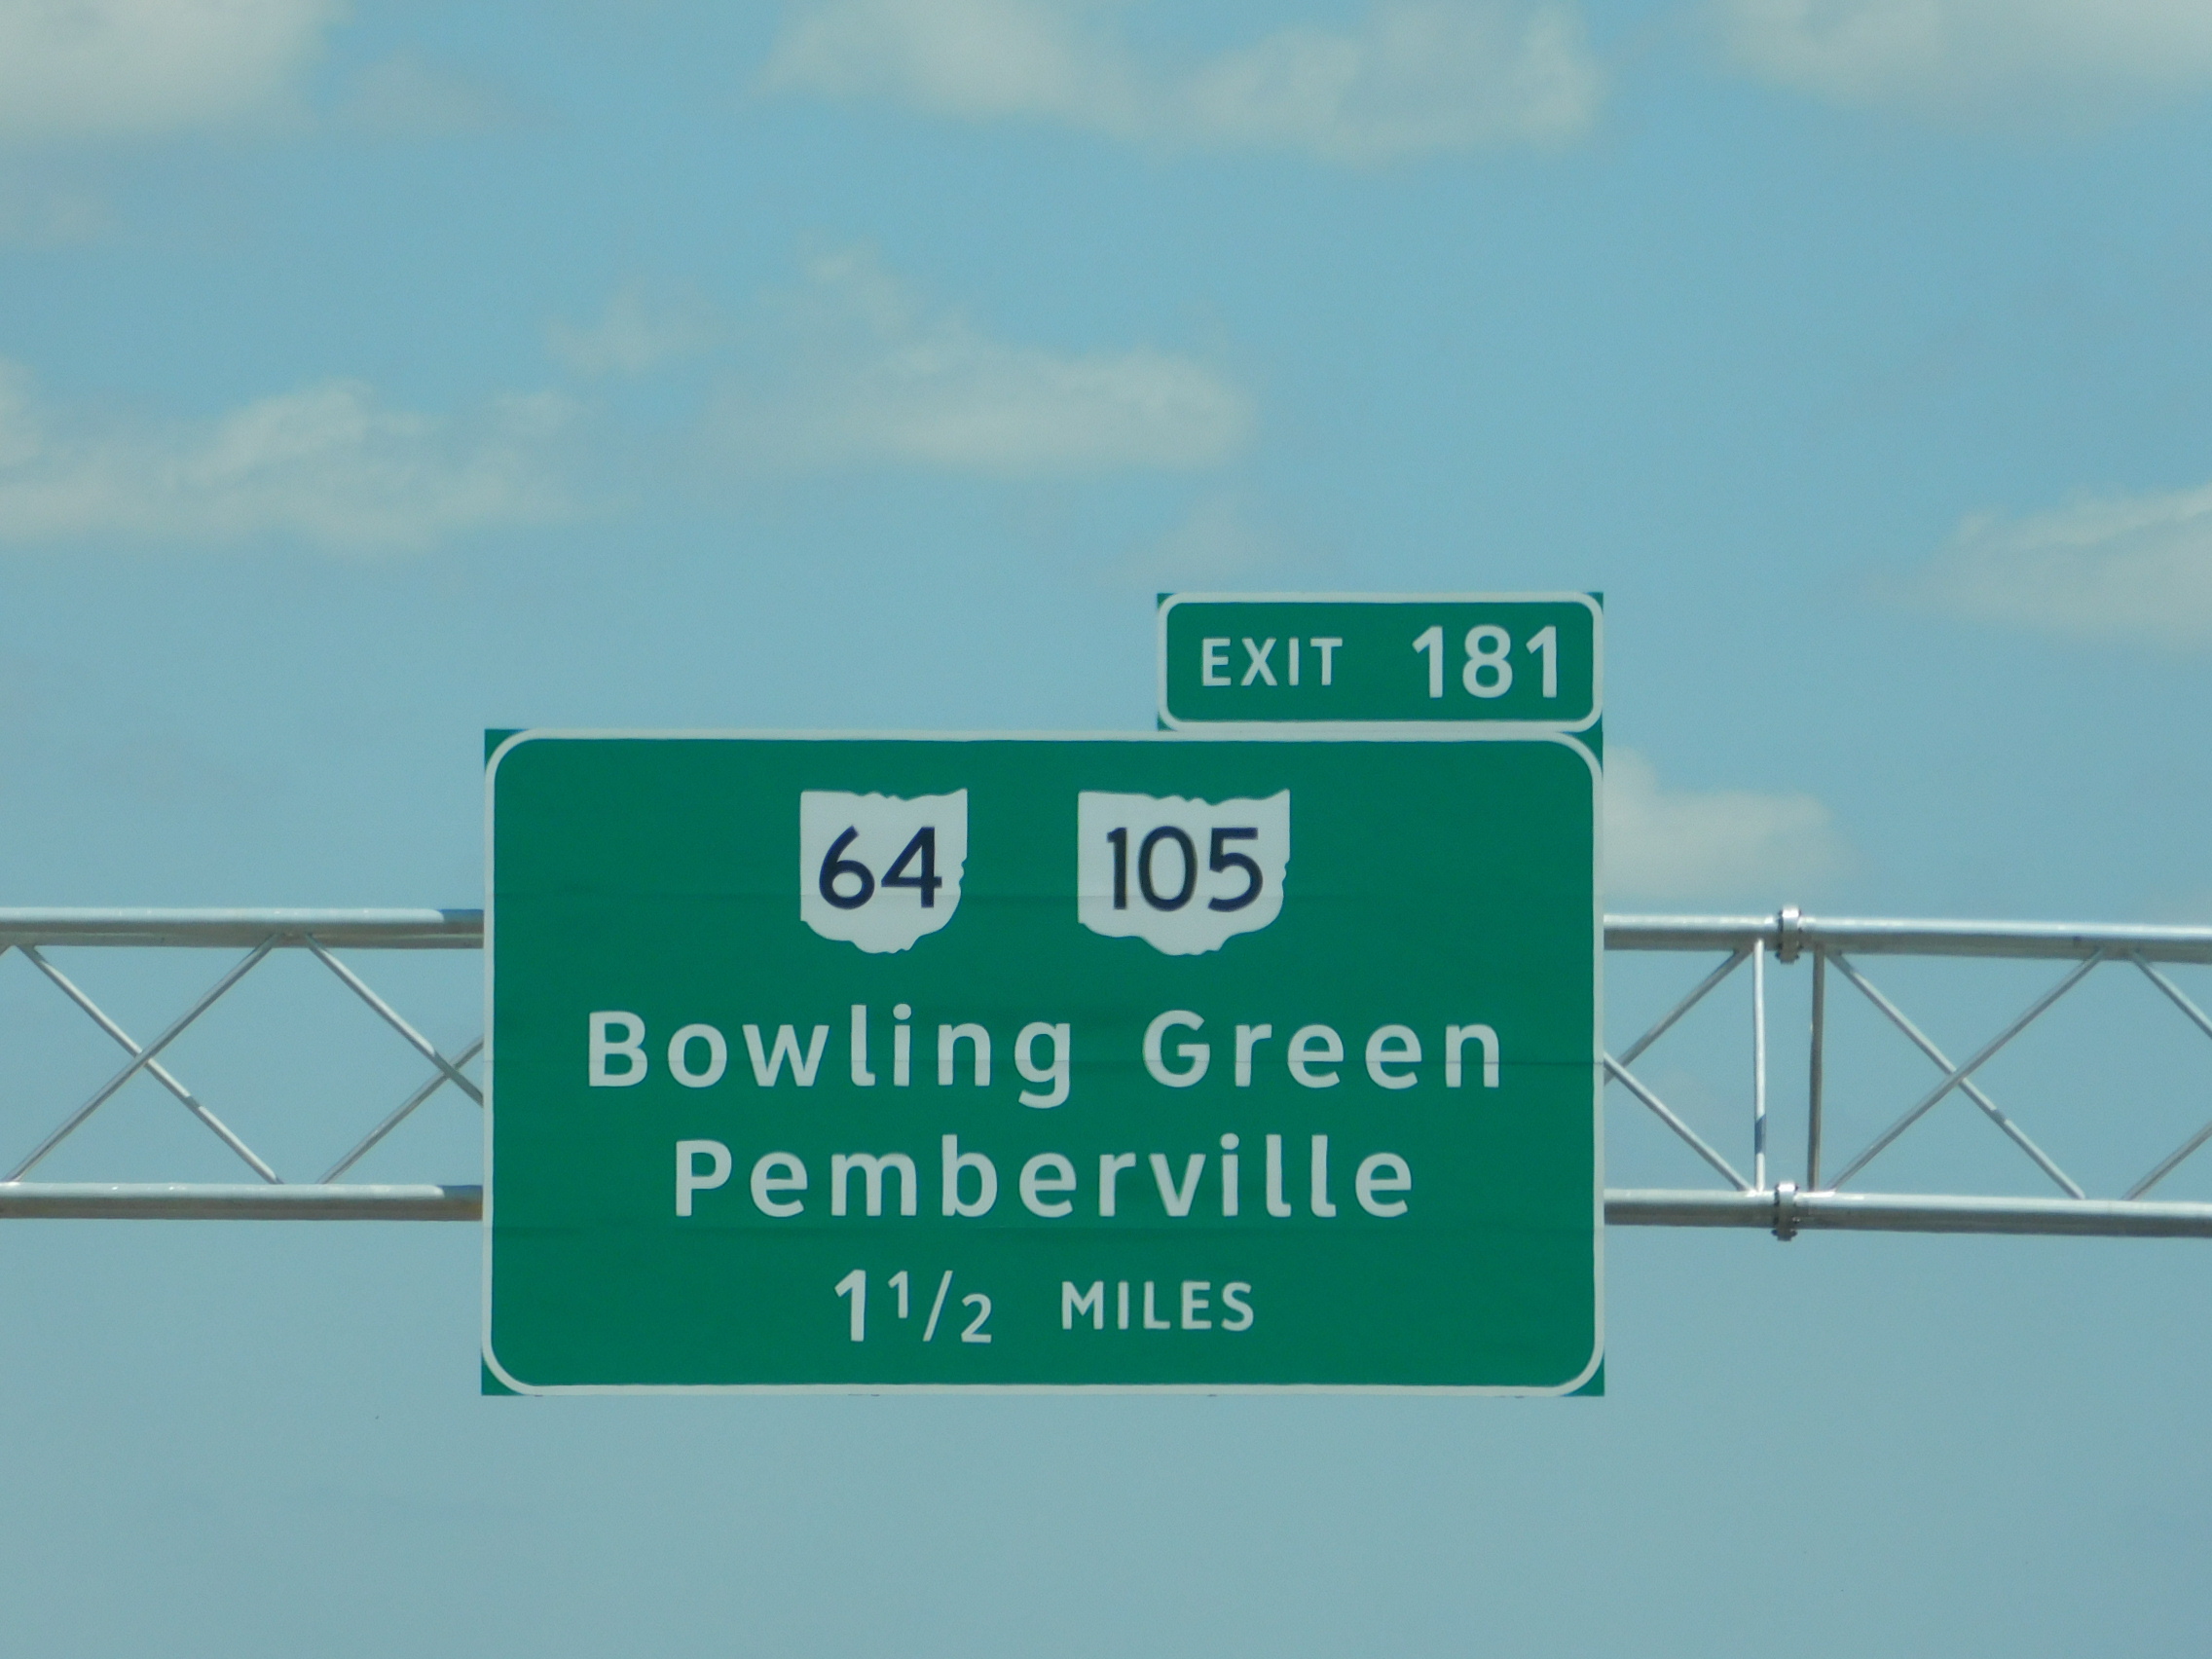 EXIT 181
64 105
Bowling Green
Pemberville
1 1/2 MILES